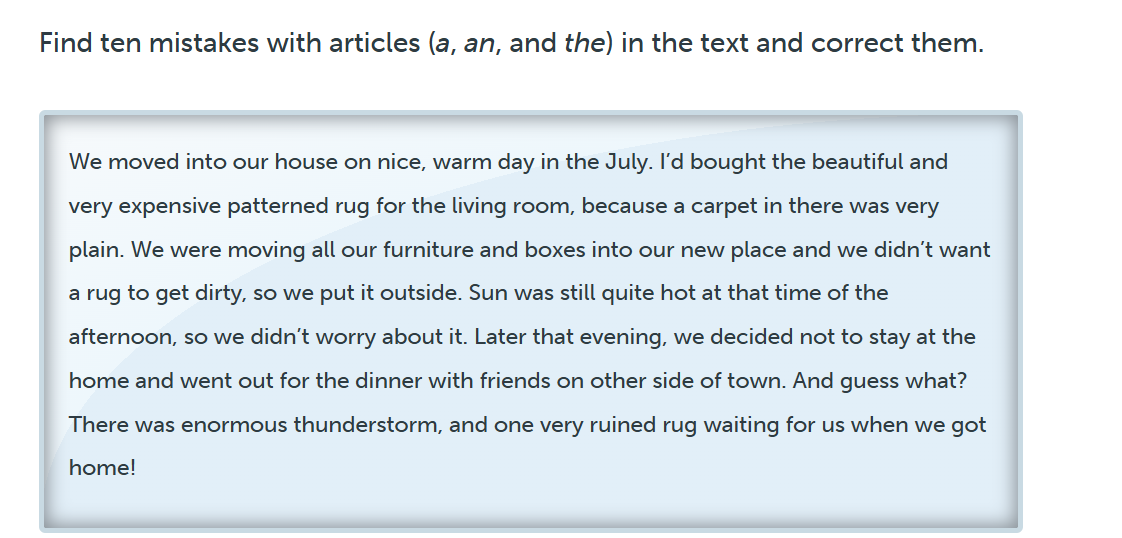 Find ten mistakes with articles (a, an, and the) in the text and correct them.
We moved into our house on nice, warm day in the July. I’d bought the beautiful and
very expensive patterned rug for the living room, because a carpet in there was very
plain. We were moving all our furniture and boxes into our new place and we didn’t want
a rug to get dirty, so we put it outside. Sun was still quite hot at that time of the
afternoon, so we didn’t worry about it. Later that evening, we decided not to stay at the
home and went out for the dinner with friends on other side of town. And guess what?
There was enormous thunderstorm, and one very ruined rug waiting for us when we got
home!